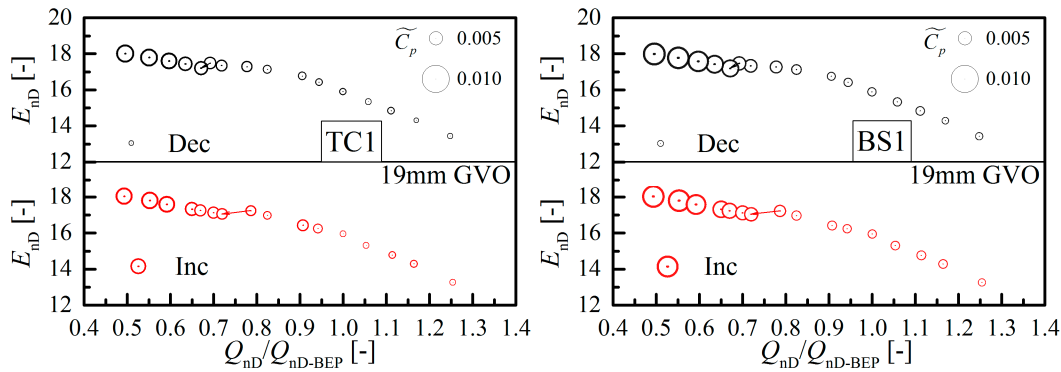 20
18
16
14
12
18
16
14
12
E_nD [-]
E_nD [-]
C̃_p
0.005
0.010
Dec
TC1
19mm GVO
Inc
0.4 0.5 0.6 0.7 0.8 0.9 1.0 1.1 1.2 1.3 1.4
Q_nD/Q_nD-BEP [-]
20
18
16
14
12
18
16
14
12
E_nD [-]
E_nD [-]
C̃_p
0.005
0.010
Dec
BS1
19mm GVO
Inc
0.4 0.5 0.6 0.7 0.8 0.9 1.0 1.1 1.2 1.3 1.4
Q_nD/Q_nD-BEP [-]